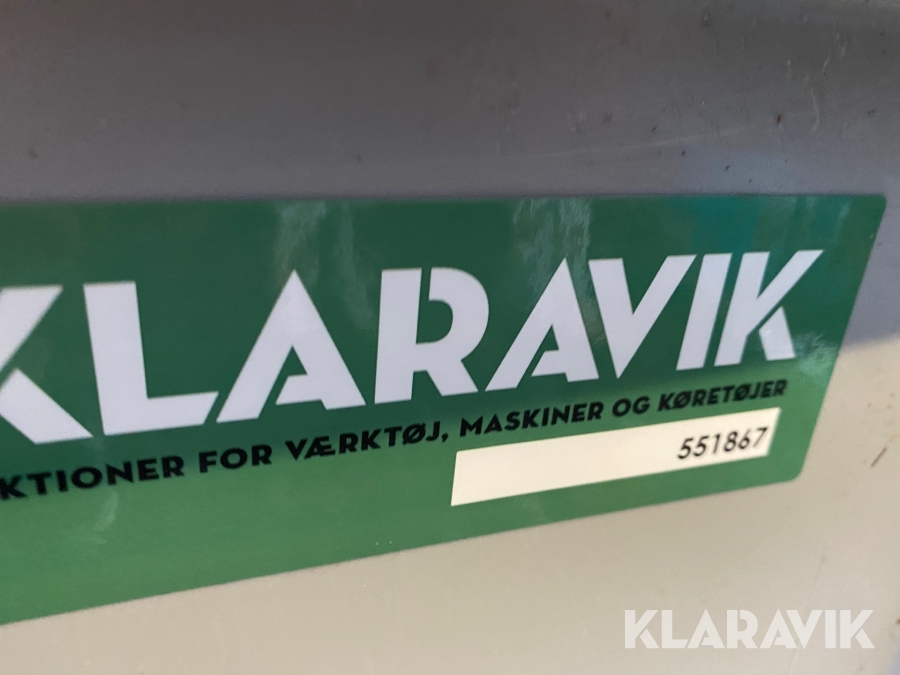 KLARAVIK
KTIONER FOR VÆRKTØJ, MASKINER OG KØRETØJER
551867
KLARAVIK